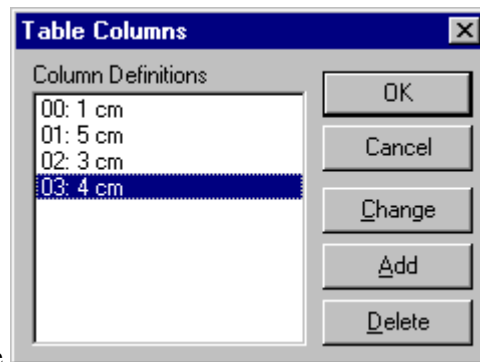 Table Columns
Column Definitions
00: 1 cm
01: 5 cm
02: 3 cm
03: 4 cm
OK
Cancel
Change
Add
Delete